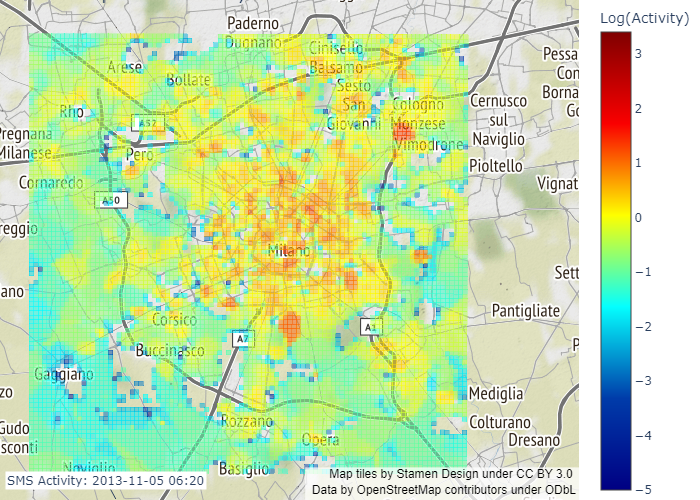 Log(Activity)
3
2
1
0
−1
−2
−3
−4
−5
Paderno
Dugnano
Cinisello
Balsamo
Arese
Bollate
Sesto
San
Giovanni
Rho
A52
Pero
Cologno
Monzese
Vimodrone
Cernusco
sul
Naviglio
Pioltello
Pessa
Con
Borna
Go
Vignat
Pregnana
Milanese
Cornaredo
A50
reggio
Milano
Sett
ano
Pantigliate
Corsico
A7
A1
Buccinasco
P
Gaggiano
zo
Mediglia
Gudo
sconti
Rozzano
Opera
Colturano
Dresano
Noviglio
Basiglio
SMS Activity: 2013-11-05 06:20
Map tiles by Stamen Design under CC BY 3.0
Data by OpenStreetMap contributors under ODbL